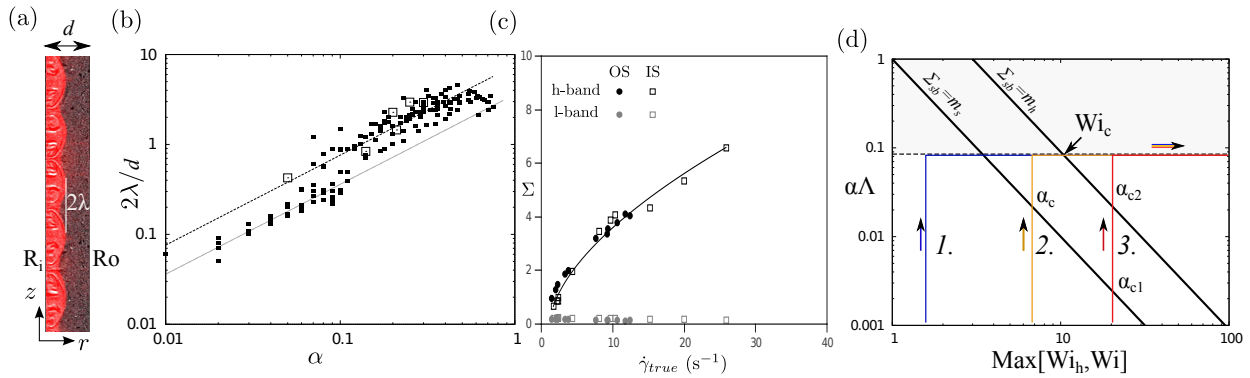 (a)
d
2λ
R_i
Ro
z
r
(b)
2λ/d
10
1
0.1
0.01
0.01
0.1
1
α
(c)
Σ
10
8
6
4
2
0
OS IS
h-band
l-band
0
10
20
30
40
γ̇_true (s⁻¹)
(d)
αΛ
1
0.1
0.01
0.001
Σ_sb=m_s
Σ_sb=m_h
Wi_c
α_c
α_c2
1.
2.
3.
α_c1
1
10
100
Max[Wi_h,Wi]